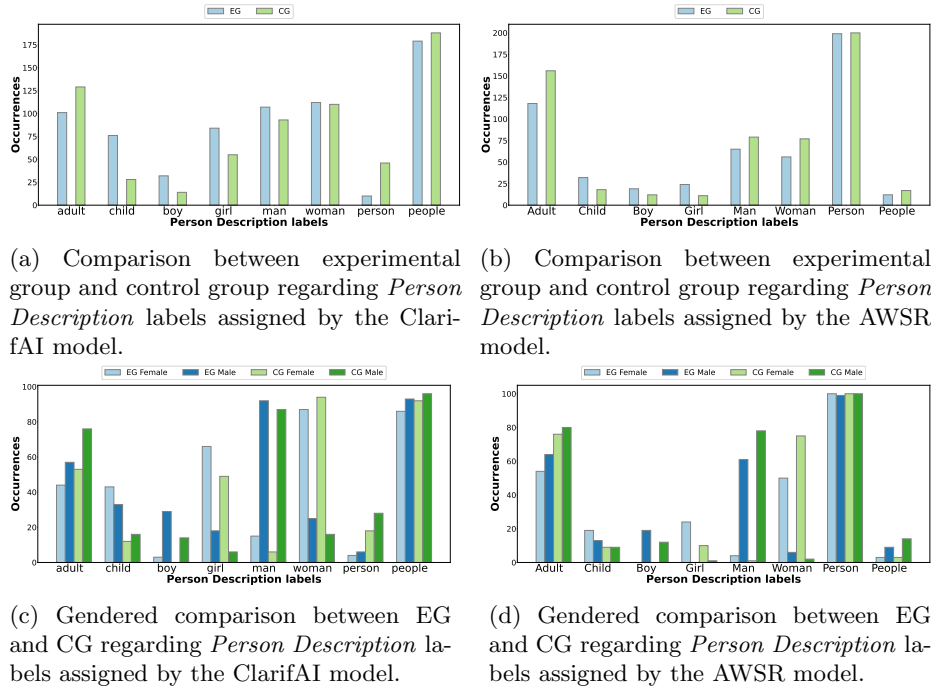 EG CG
EG CG
Occurrences
175
150
125
100
75
50
25
0
adult child boy girl man woman person people
Person Description labels
Occurrences
200
175
150
125
100
75
50
25
0
Adult Child Boy Girl Man Woman Person People
Person Description labels
(a) Comparison between experimental
group and control group regarding Person
Description labels assigned by the Clari-
fAI model.
(b) Comparison between experimental
group and control group regarding Person
Description labels assigned by the AWSR
model.
EG Female EG Male CG Female CG Male
EG Female EG Male CG Female CG Male
Occurrences
100
80
60
40
20
0
adult child boy girl man woman person people
Person Description labels
Occurrences
100
80
60
40
20
0
Adult Child Boy Girl Man Woman Person People
Person Description labels
(c) Gendered comparison between EG
and CG regarding Person Description la-
bels assigned by the ClarifAI model.
(d) Gendered comparison between EG
and CG regarding Person Description la-
bels assigned by the AWSR model.